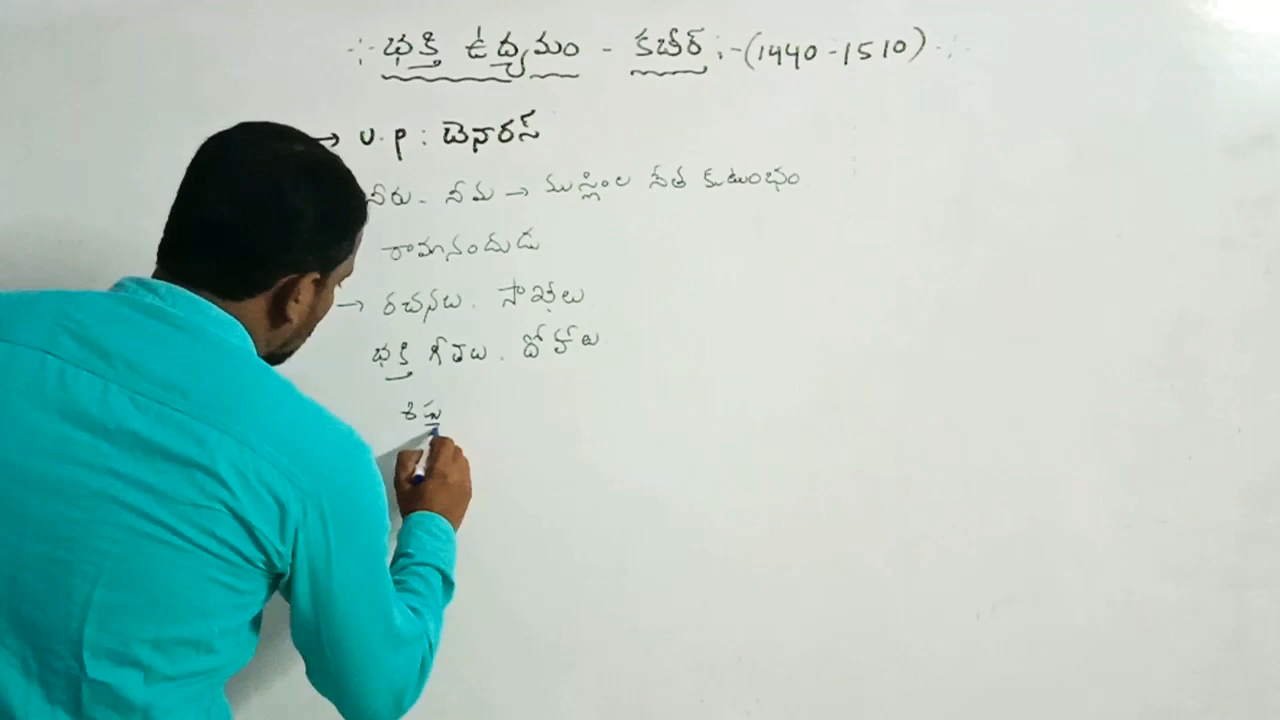 భక్తి ఉద్యమం - కబీర్ :- (1440 - 1510)
→ U.P : బెనారస్
నీరు - నీమ → ముస్లింల నేత కుటుంభం
రామానందుడు
→ రచనలు . సాఖీలు
భక్తి గీతాలు . దోహాలు
శిష్య